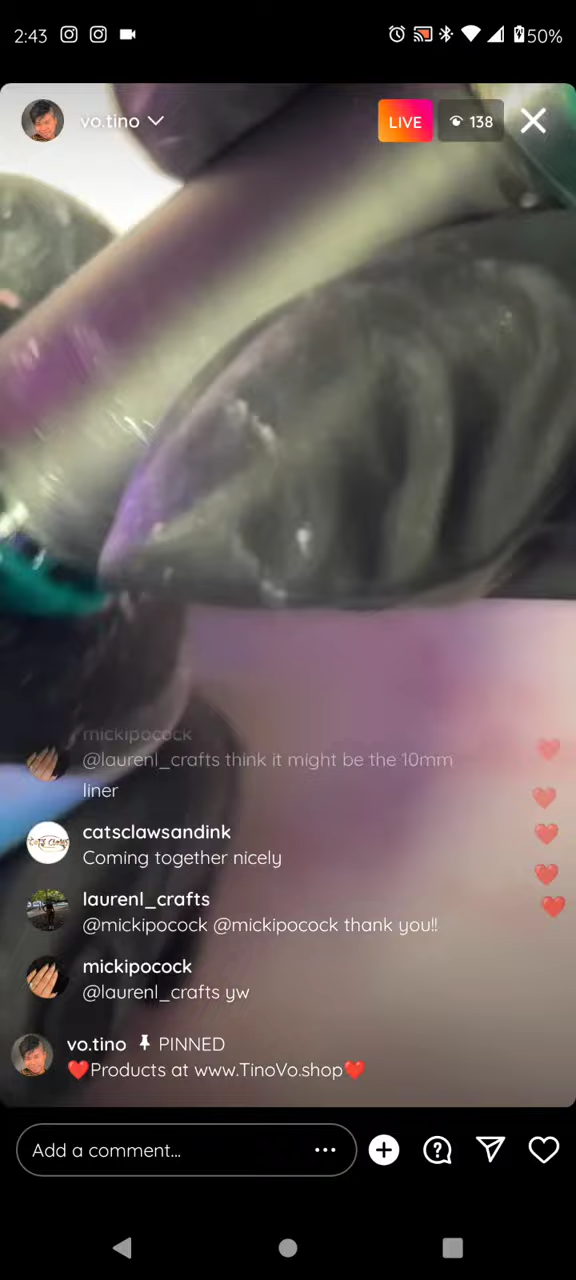 2:43
50%
vo.tino
LIVE
138
mickipocock
@laurenl_crafts think it might be the 10mm
liner
catsclawsandink
Coming together nicely
laurenl_crafts
@mickipocock @mickipocock thank you!!
mickipocock
@laurenl_crafts yw
vo.tino PINNED
❤️Products at www.TinoVo.shop❤️
Add a comment...